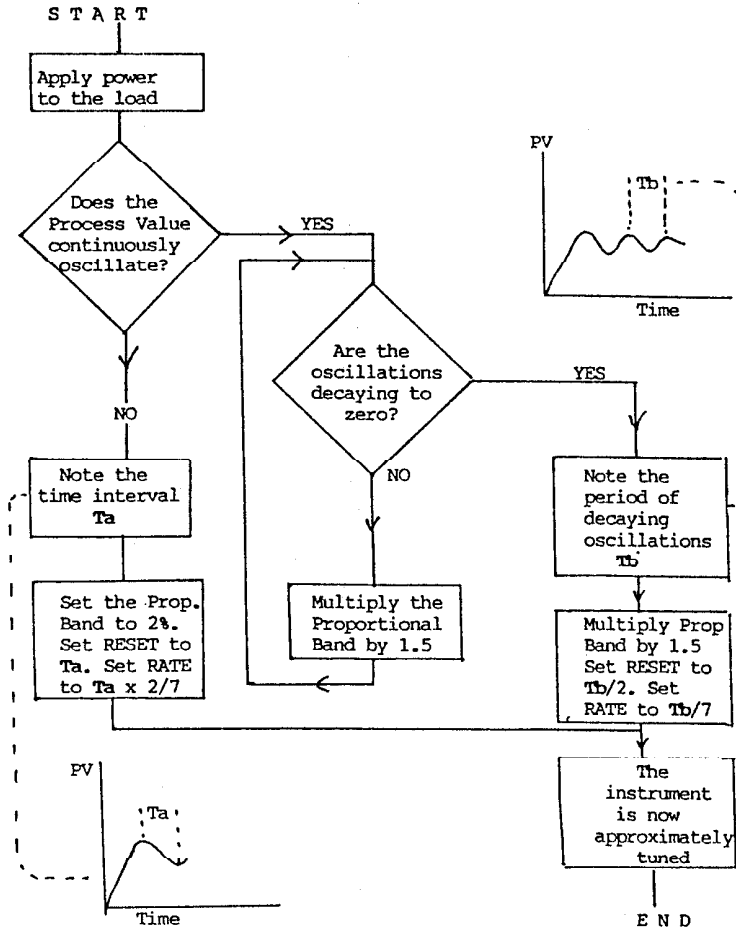 S T A R T
Apply power
to the load
Does the
Process Value
continuously
oscillate?
YES
NO
Note the
time interval
Ta
Set the Prop.
Band to 2%.
Set RESET to
Ta. Set RATE
to Ta x 2/7
PV
Ta
Time
Are the
oscillations
decaying to
zero?
NO
Multiply the
Proportional
Band by 1.5
YES
PV
Tb
Time
Note the
period of
decaying
oscillations
Tb
Multiply Prop
Band by 1.5
Set RESET to
Tb/2. Set
RATE to Tb/7
The
instrument
is now
approximately
tuned
E N D